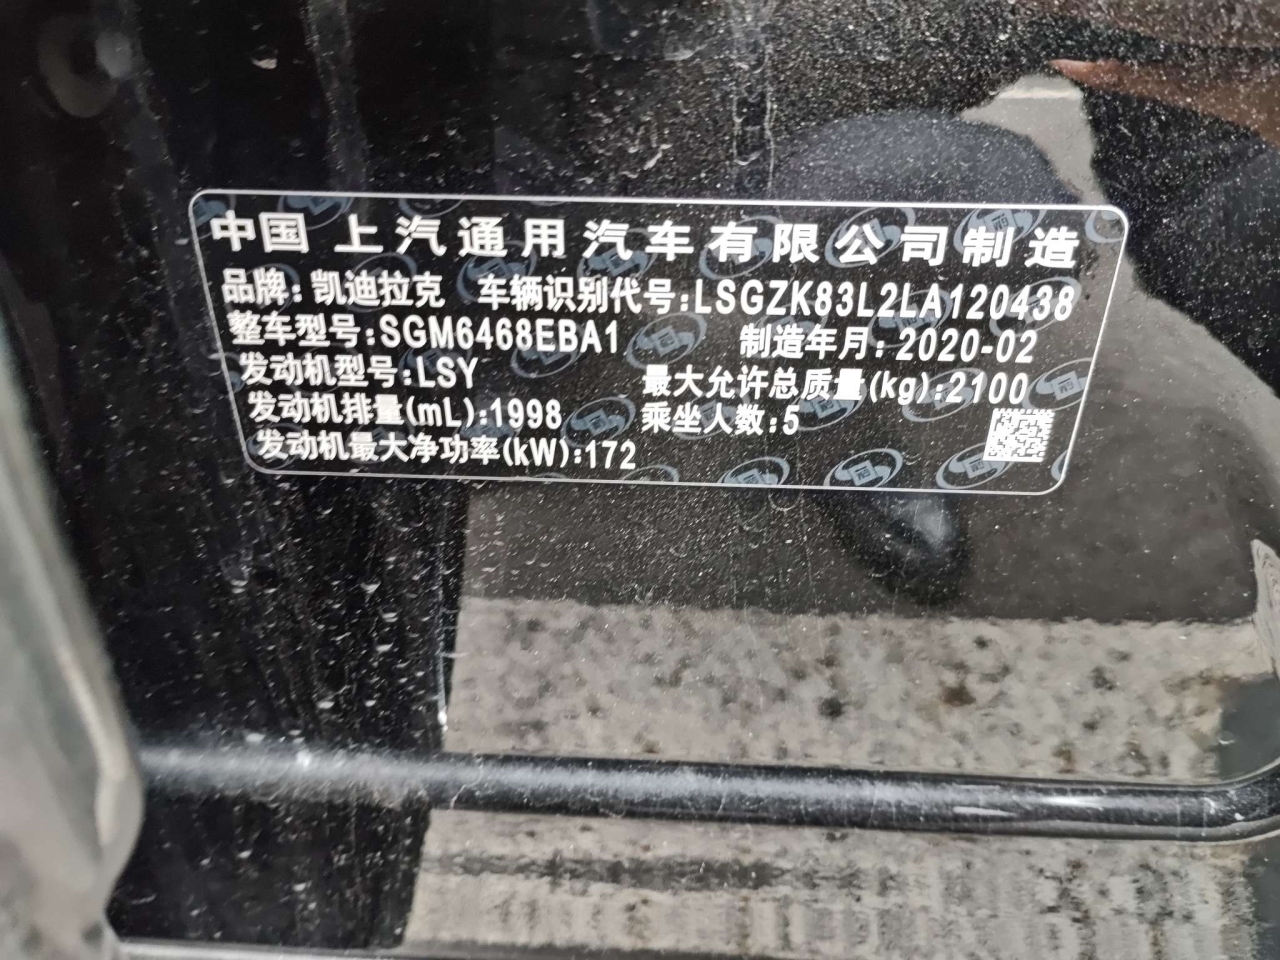 中国 上汽通用汽车有限公司制造
品牌: 凯迪拉克 车辆识别代号:LSGZK83L2LA120438
整车型号:SGM6468EBA1 制造年月: 2020-02
发动机型号:LSY 最大允许总质量(kg):2100
发动机排量(mL):1998 乘坐人数:5
发动机最大净功率(kW):172